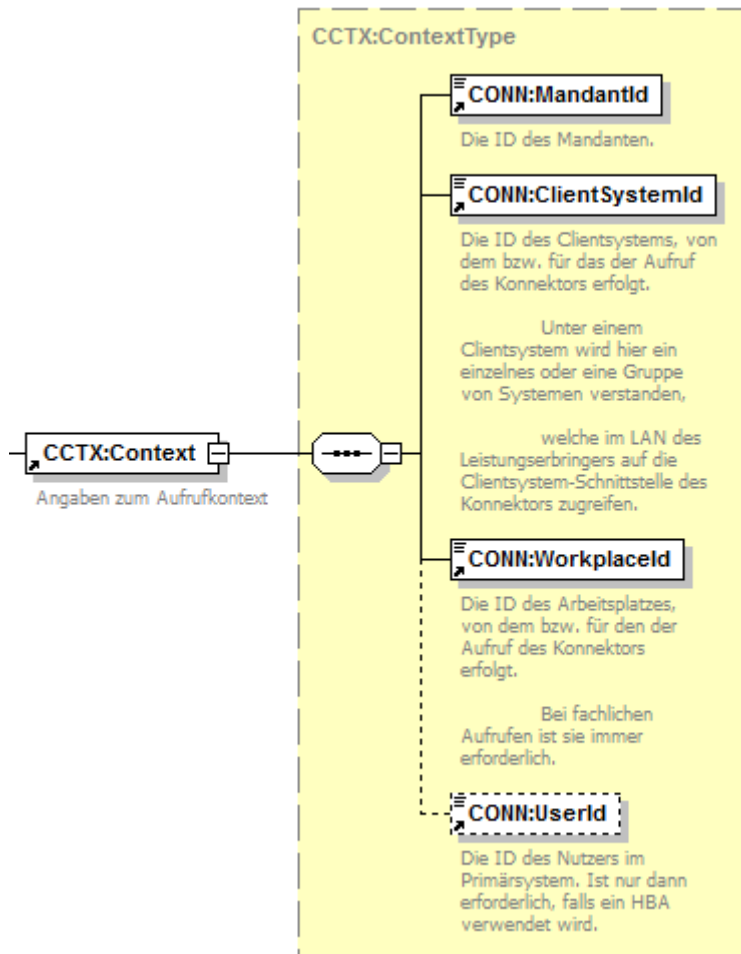 CCTX:ContextType
CONN:MandantId
Die ID des Mandanten.
CONN:ClientSystemId
Die ID des Clientsystems, von
dem bzw. für das der Aufruf
des Konnektors erfolgt.
Unter einem
Clientsystem wird hier ein
einzelnes oder eine Gruppe
von Systemen verstanden,
welche im LAN des
Leistungserbringers auf die
Clientsystem-Schnittstelle des
Konnektors zugreifen.
CCTX:Context
Angaben zum Aufrufkontext
CONN:WorkplaceId
Die ID des Arbeitsplatzes,
von dem bzw. für den der
Aufruf des Konnektors
erfolgt.
Bei fachlichen
Aufrufen ist sie immer
erforderlich.
CONN:UserId
Die ID des Nutzers im
Primärsystem. Ist nur dann
erforderlich, falls ein HBA
verwendet wird.